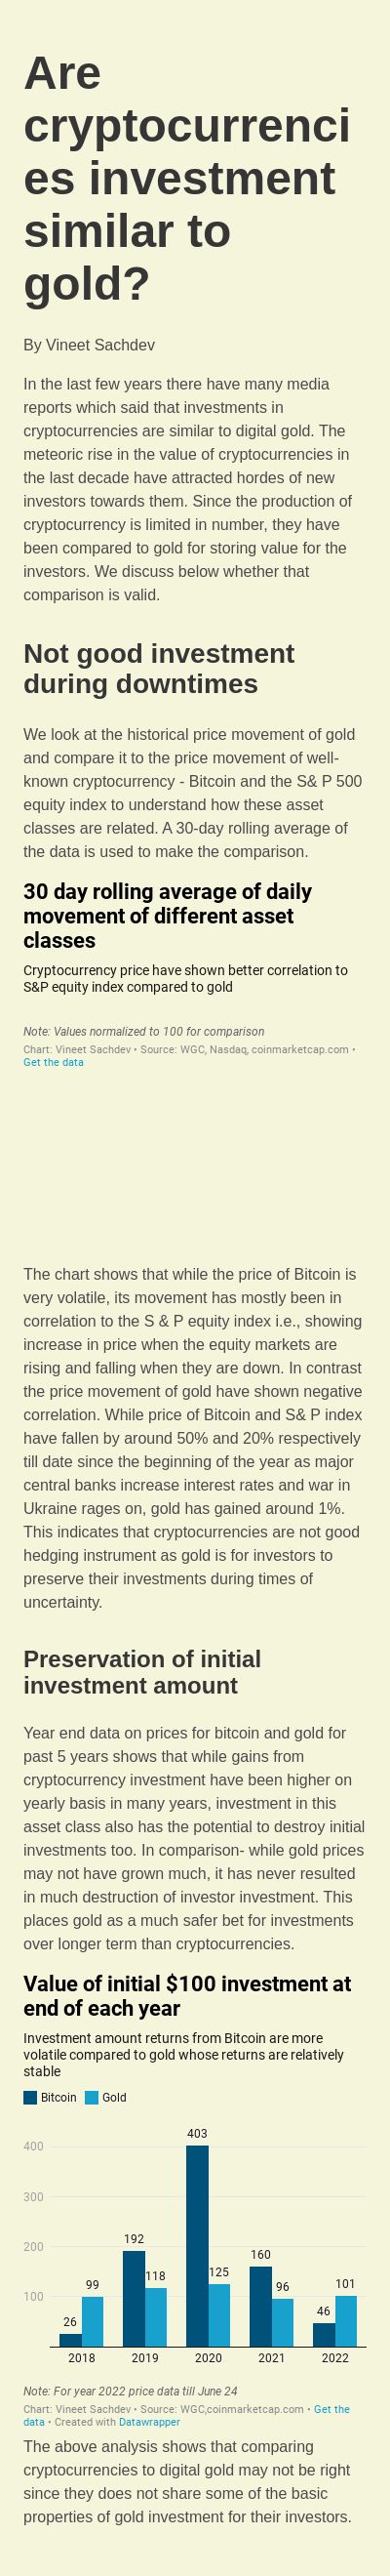 Are
cryptocurrenci
es investment
similar to
gold?
By Vineet Sachdev
In the last few years there have many media
reports which said that investments in
cryptocurrencies are similar to digital gold. The
meteoric rise in the value of cryptocurrencies in
the last decade have attracted hordes of new
investors towards them. Since the production of
cryptocurrency is limited in number, they have
been compared to gold for storing value for the
investors. We discuss below whether that
comparison is valid.
Not good investment
during downtimes
We look at the historical price movement of gold
and compare it to the price movement of well-
known cryptocurrency - Bitcoin and the S& P 500
equity index to understand how these asset
classes are related. A 30-day rolling average of
the data is used to make the comparison.
30 day rolling average of daily
movement of different asset
classes
Cryptocurrency price have shown better correlation to
S&P equity index compared to gold
Note: Values normalized to 100 for comparison
Chart: Vineet Sachdev • Source: WGC, Nasdaq, coinmarketcap.com •
Get the data
The chart shows that while the price of Bitcoin is
very volatile, its movement has mostly been in
correlation to the S & P equity index i.e., showing
increase in price when the equity markets are
rising and falling when they are down. In contrast
the price movement of gold have shown negative
correlation. While price of Bitcoin and S& P index
have fallen by around 50% and 20% respectively
till date since the beginning of the year as major
central banks increase interest rates and war in
Ukraine rages on, gold has gained around 1%.
This indicates that cryptocurrencies are not good
hedging instrument as gold is for investors to
preserve their investments during times of
uncertainty.
Preservation of initial
investment amount
Year end data on prices for bitcoin and gold for
past 5 years shows that while gains from
cryptocurrency investment have been higher on
yearly basis in many years, investment in this
asset class also has the potential to destroy initial
investments too. In comparison- while gold prices
may not have grown much, it has never resulted
in much destruction of investor investment. This
places gold as a much safer bet for investments
over longer term than cryptocurrencies.
Value of initial $100 investment at
end of each year
Investment amount returns from Bitcoin are more
volatile compared to gold whose returns are relatively
stable
Bitcoin Gold
403
400
300
192
200
160
118
125
99
96
101
100
26
46
2018 2019 2020 2021 2022
Note: For year 2022 price data till June 24
Chart: Vineet Sachdev • Source: WGC,coinmarketcap.com • Get the
data • Created with Datawrapper
The above analysis shows that comparing
cryptocurrencies to digital gold may not be right
since they does not share some of the basic
properties of gold investment for their investors.